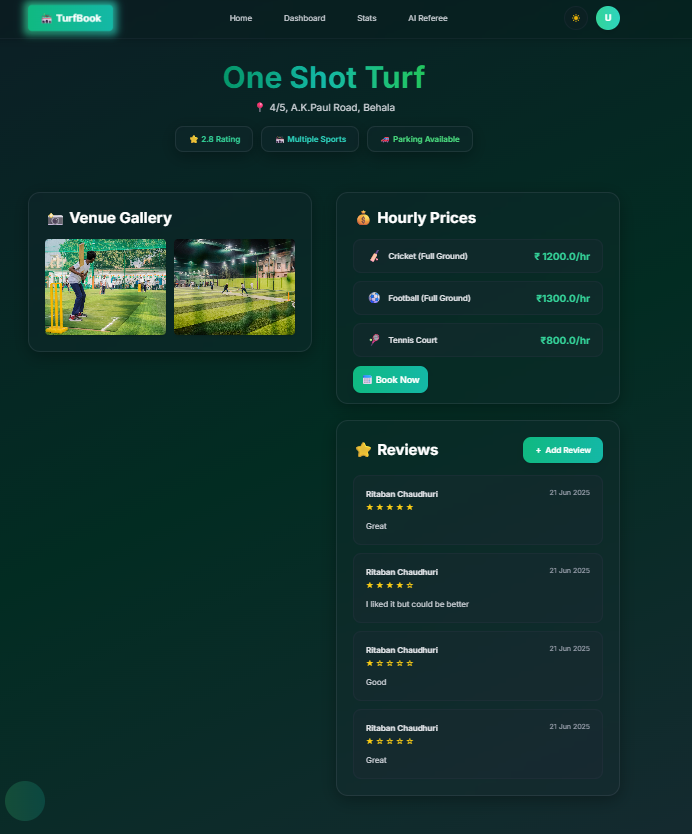 TurfBook
Home Dashboard Stats AI Referee
U
One Shot Turf
4/5, A.K.Paul Road, Behala
2.8 Rating Multiple Sports Parking Available
Venue Gallery
Hourly Prices
Cricket (Full Ground) ₹ 1200.0/hr
Football (Full Ground) ₹1300.0/hr
Tennis Court ₹800.0/hr
Book Now
Reviews
+ Add Review
Ritaban Chaudhuri 21 Jun 2025
★★★★★
Great
Ritaban Chaudhuri 21 Jun 2025
★★★★☆
I liked it but could be better
Ritaban Chaudhuri 21 Jun 2025
★☆☆☆☆
Good
Ritaban Chaudhuri 21 Jun 2025
★☆☆☆☆
Great